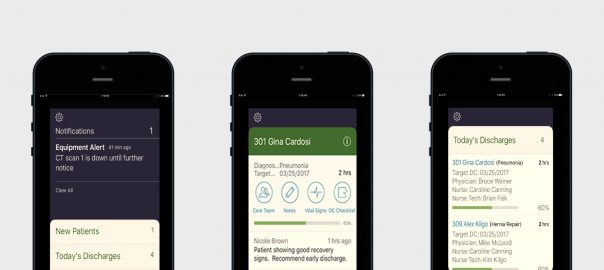 Notifications 1
Equipment Alert 41 min ago
CT scan 1 is down until further
notice
Clear All
New Patients 1
Today's Discharges 4
301 Gina Cardosi
Diagnos... Pneumonia 2 hrs
Target... 03/25/2017
Care Team Notes Vital Signs DC Checklist
60%
Nicole Brown 1 hrs ago
Patient showing good recovery
signs. Recommend early discharge.
Today's Discharges 4
301 Gina Cardosi (Pneumonia) 2 hrs
Target DC: 03/25/2017
Physician: Bruce Weiner
Nurse: Caroline Canning
Nurse Tech: Brian Fisk
60%
309 Alex Kilgo (Hernia Repair) 2 hrs
Target DC: 03/25/2017
Physician: Mike McLeod
Nurse: Caroline Canning
Nurse Tech: Kim Kilgo
60%